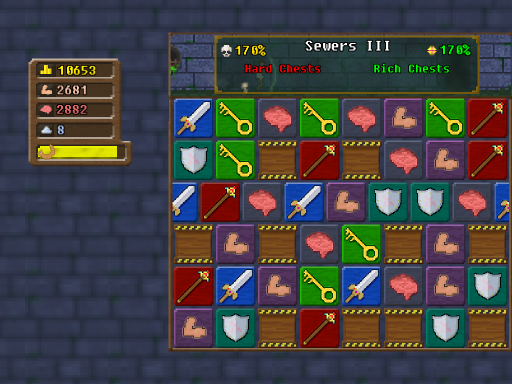 Sewers III
170%
170%
Hard Chests
Rich Chests
10653
2681
2882
8